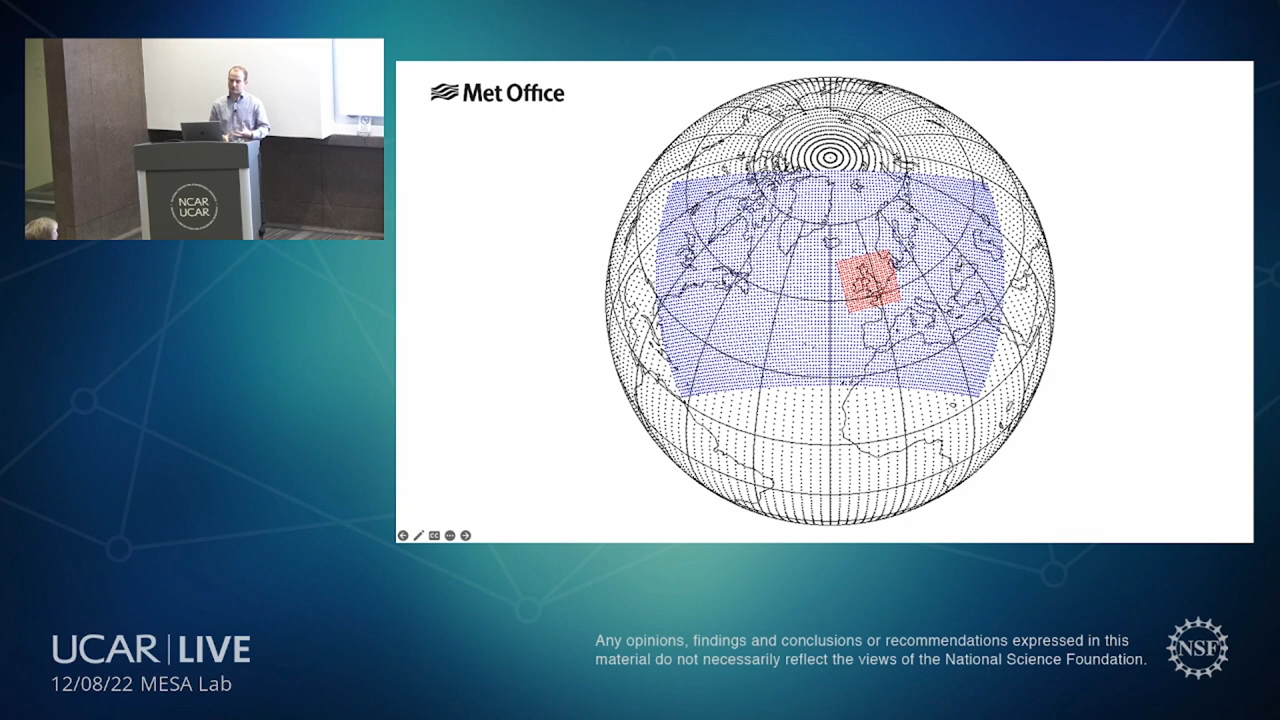 NCAR
UCAR
Met Office
UCAR | LIVE
12/08/22 MESA Lab
Any opinions, findings and conclusions or recommendations expressed in this
material do not necessarily reflect the views of the National Science Foundation.
NSF